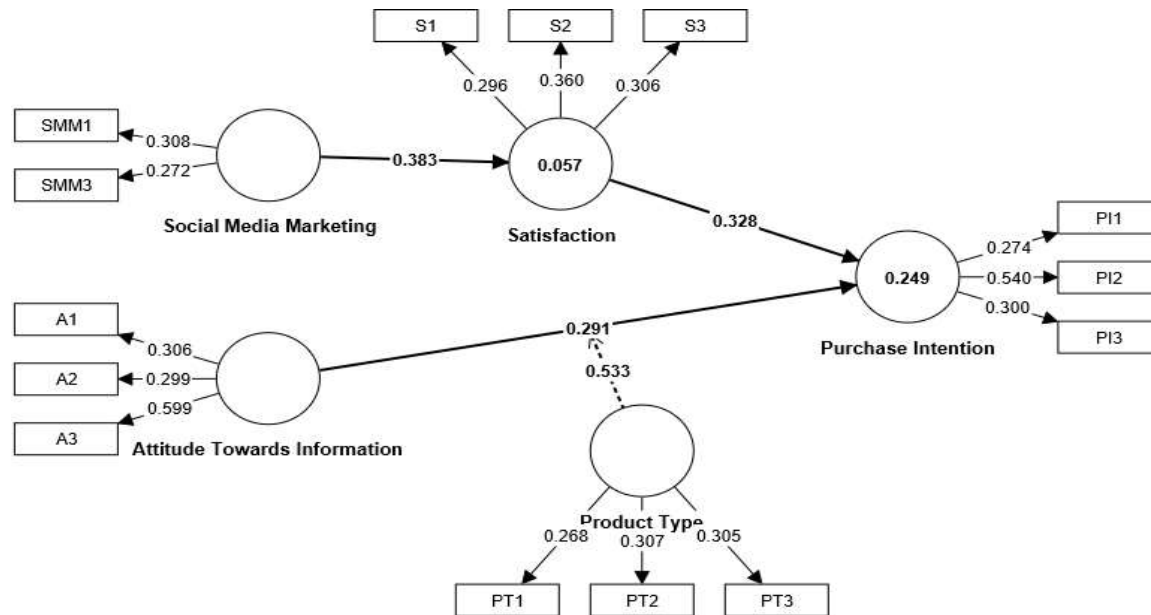 S1
S2
S3
0.296
0.360
0.306
SMM1
SMM3
0.308
0.272
0.383
0.057
Social Media Marketing
Satisfaction
0.328
PI1
PI2
PI3
0.274
0.540
0.300
0.249
Purchase Intention
A1
A2
A3
0.306
0.299
0.599
0.291
0.533
Attitude Towards Information
Product Type
0.268
0.307
0.305
PT1
PT2
PT3